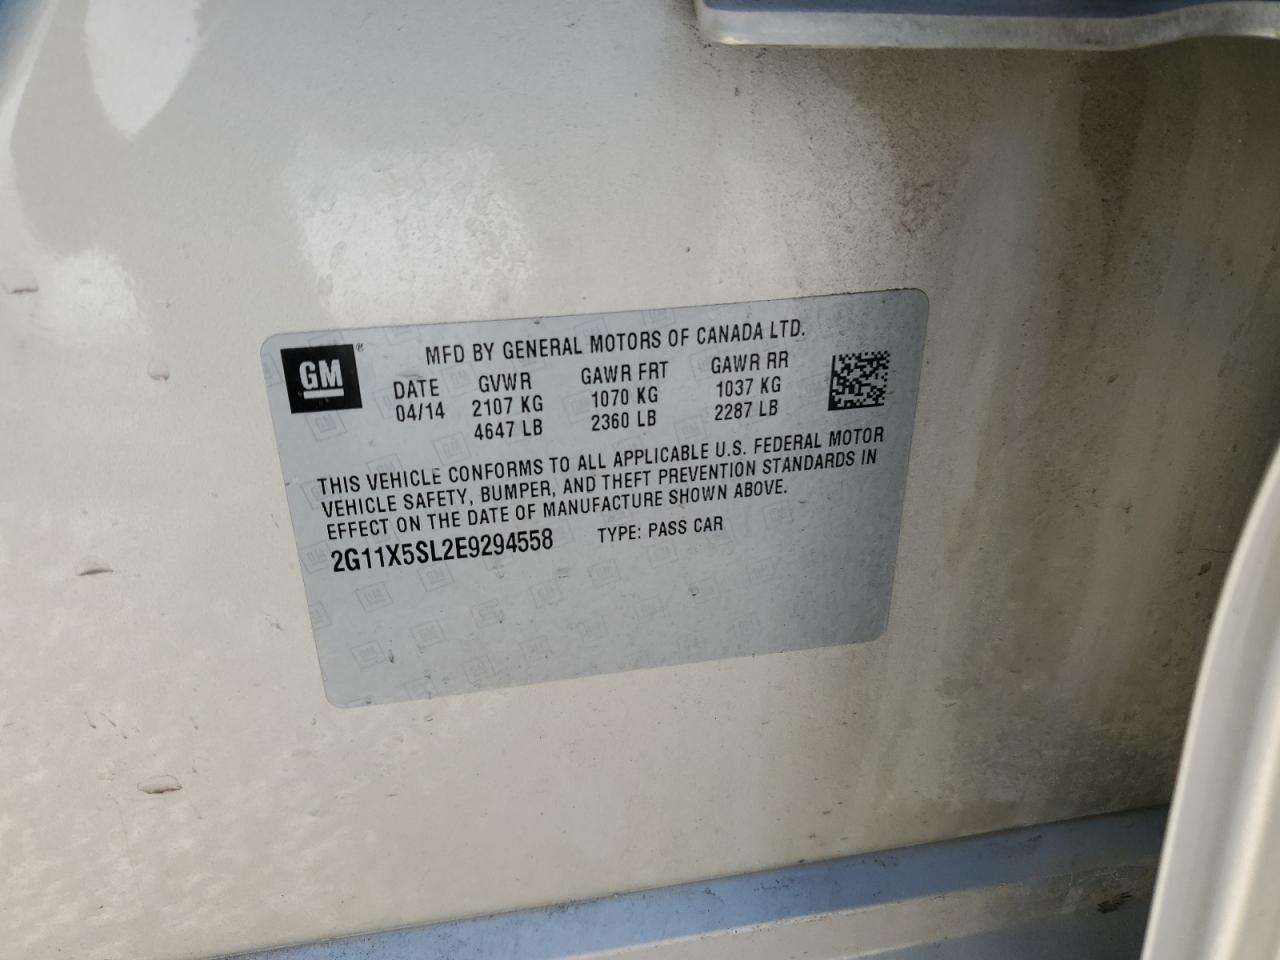 GM®
MFD BY GENERAL MOTORS OF CANADA LTD.
DATE GVWR GAWR FRT GAWR RR
04/14 2107 KG 1070 KG 1037 KG
4647 LB 2360 LB 2287 LB
THIS VEHICLE CONFORMS TO ALL APPLICABLE U.S. FEDERAL MOTOR
VEHICLE SAFETY, BUMPER, AND THEFT PREVENTION STANDARDS IN
EFFECT ON THE DATE OF MANUFACTURE SHOWN ABOVE.
2G11X5SL2E9294558 TYPE: PASS CAR